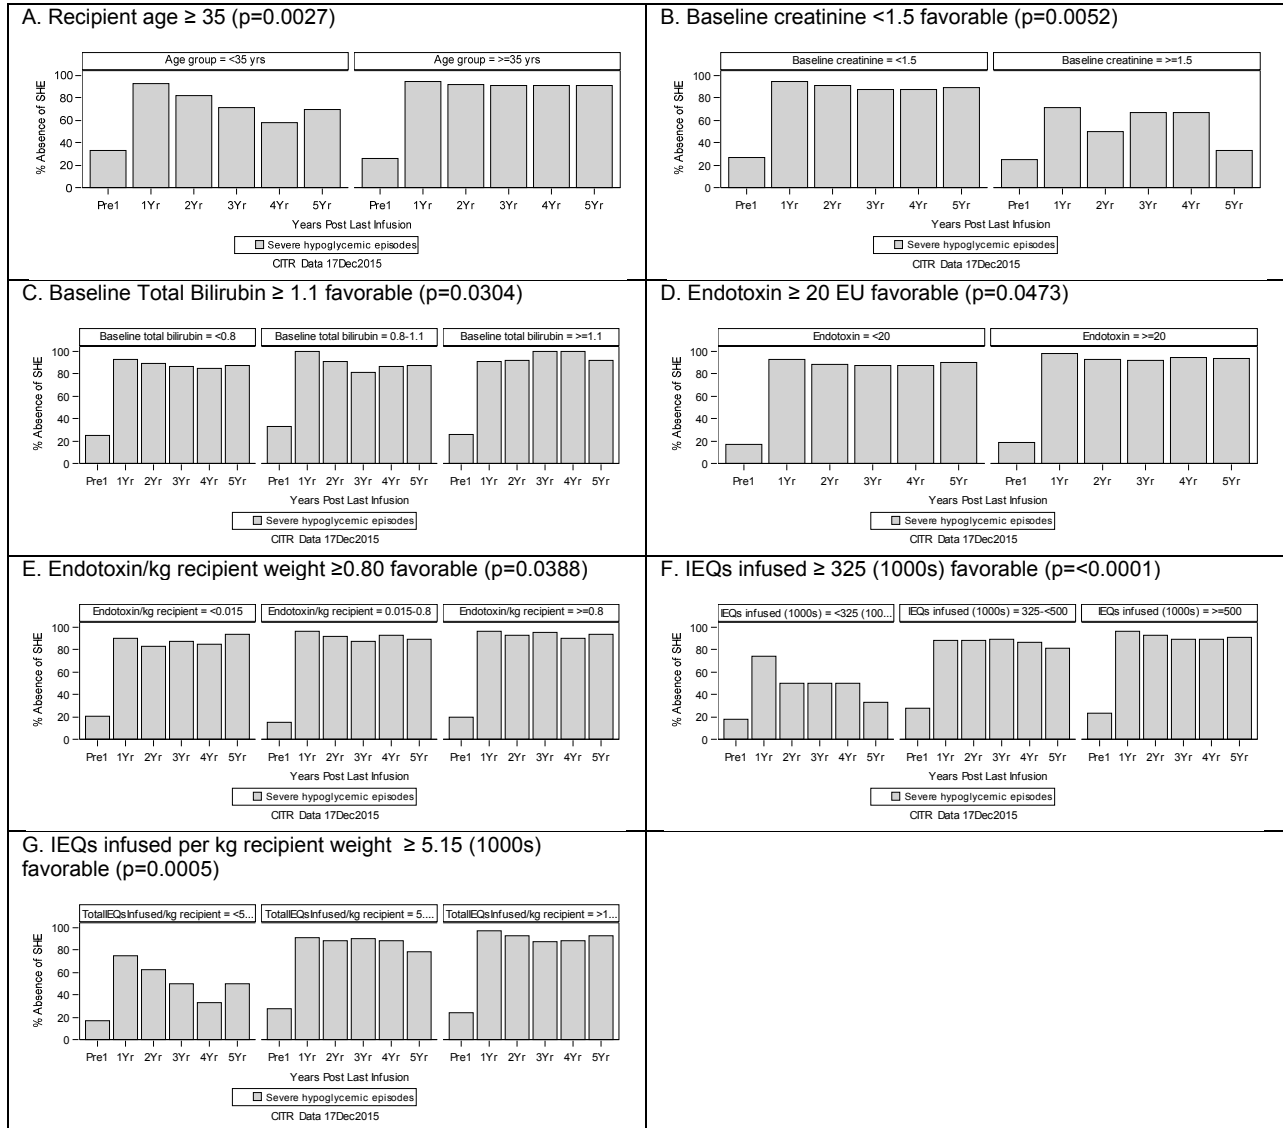 A. Recipient age ≥ 35 (p=0.0027)
Age group = <35 yrs Age group = >=35 yrs
% Absence of SHE
100
80
60
40
20
0
Pre1 1Yr 2Yr 3Yr 4Yr 5Yr Pre1 1Yr 2Yr 3Yr 4Yr 5Yr
Years Post Last Infusion
Severe hypoglycemic episodes
CITR Data 17Dec2015
B. Baseline creatinine <1.5 favorable (p=0.0052)
Baseline creatinine = <1.5 Baseline creatinine = >=1.5
% Absence of SHE
100
80
60
40
20
0
Pre1 1Yr 2Yr 3Yr 4Yr 5Yr Pre1 1Yr 2Yr 3Yr 4Yr 5Yr
Years Post Last Infusion
Severe hypoglycemic episodes
CITR Data 17Dec2015
C. Baseline Total Bilirubin ≥ 1.1 favorable (p=0.0304)
Baseline total bilirubin = <0.8 Baseline total bilirubin = 0.8-1.1 Baseline total bilirubin = >=1.1
% Absence of SHE
100
80
60
40
20
0
Pre1 1Yr 2Yr 3Yr 4Yr 5Yr Pre1 1Yr 2Yr 3Yr 4Yr 5Yr Pre1 1Yr 2Yr 3Yr 4Yr 5Yr
Years Post Last Infusion
Severe hypoglycemic episodes
CITR Data 17Dec2015
D. Endotoxin ≥ 20 EU favorable (p=0.0473)
Endotoxin = <20 Endotoxin = >=20
% Absence of SHE
100
80
60
40
20
0
Pre1 1Yr 2Yr 3Yr 4Yr 5Yr Pre1 1Yr 2Yr 3Yr 4Yr 5Yr
Years Post Last Infusion
Severe hypoglycemic episodes
CITR Data 17Dec2015
E. Endotoxin/kg recipient weight ≥0.80 favorable (p=0.0388)
Endotoxin/kg recipient = <0.015 Endotoxin/kg recipient = 0.015-0.8 Endotoxin/kg recipient = >=0.8
% Absence of SHE
100
80
60
40
20
0
Pre1 1Yr 2Yr 3Yr 4Yr 5Yr Pre1 1Yr 2Yr 3Yr 4Yr 5Yr Pre1 1Yr 2Yr 3Yr 4Yr 5Yr
Years Post Last Infusion
Severe hypoglycemic episodes
CITR Data 17Dec2015
F. IEQs infused ≥ 325 (1000s) favorable (p=<0.0001)
IEQs infused (1000s) = <325 (100... IEQs infused (1000s) = 325-<500 IEQs infused (1000s) = >=500
% Absence of SHE
100
80
60
40
20
0
Pre1 1Yr 2Yr 3Yr 4Yr 5Yr Pre1 1Yr 2Yr 3Yr 4Yr 5Yr Pre1 1Yr 2Yr 3Yr 4Yr 5Yr
Years Post Last Infusion
Severe hypoglycemic episodes
CITR Data 17Dec2015
G. IEQs infused per kg recipient weight ≥ 5.15 (1000s)
favorable (p=0.0005)
TotalIEQsInfused/kg recipient = <5... TotalIEQsInfused/kg recipient = 5.... TotalIEQsInfused/kg recipient = >1...
% Absence of SHE
100
80
60
40
20
0
Pre1 1Yr 2Yr 3Yr 4Yr 5Yr Pre1 1Yr 2Yr 3Yr 4Yr 5Yr Pre1 1Yr 2Yr 3Yr 4Yr 5Yr
Years Post Last Infusion
Severe hypoglycemic episodes
CITR Data 17Dec2015